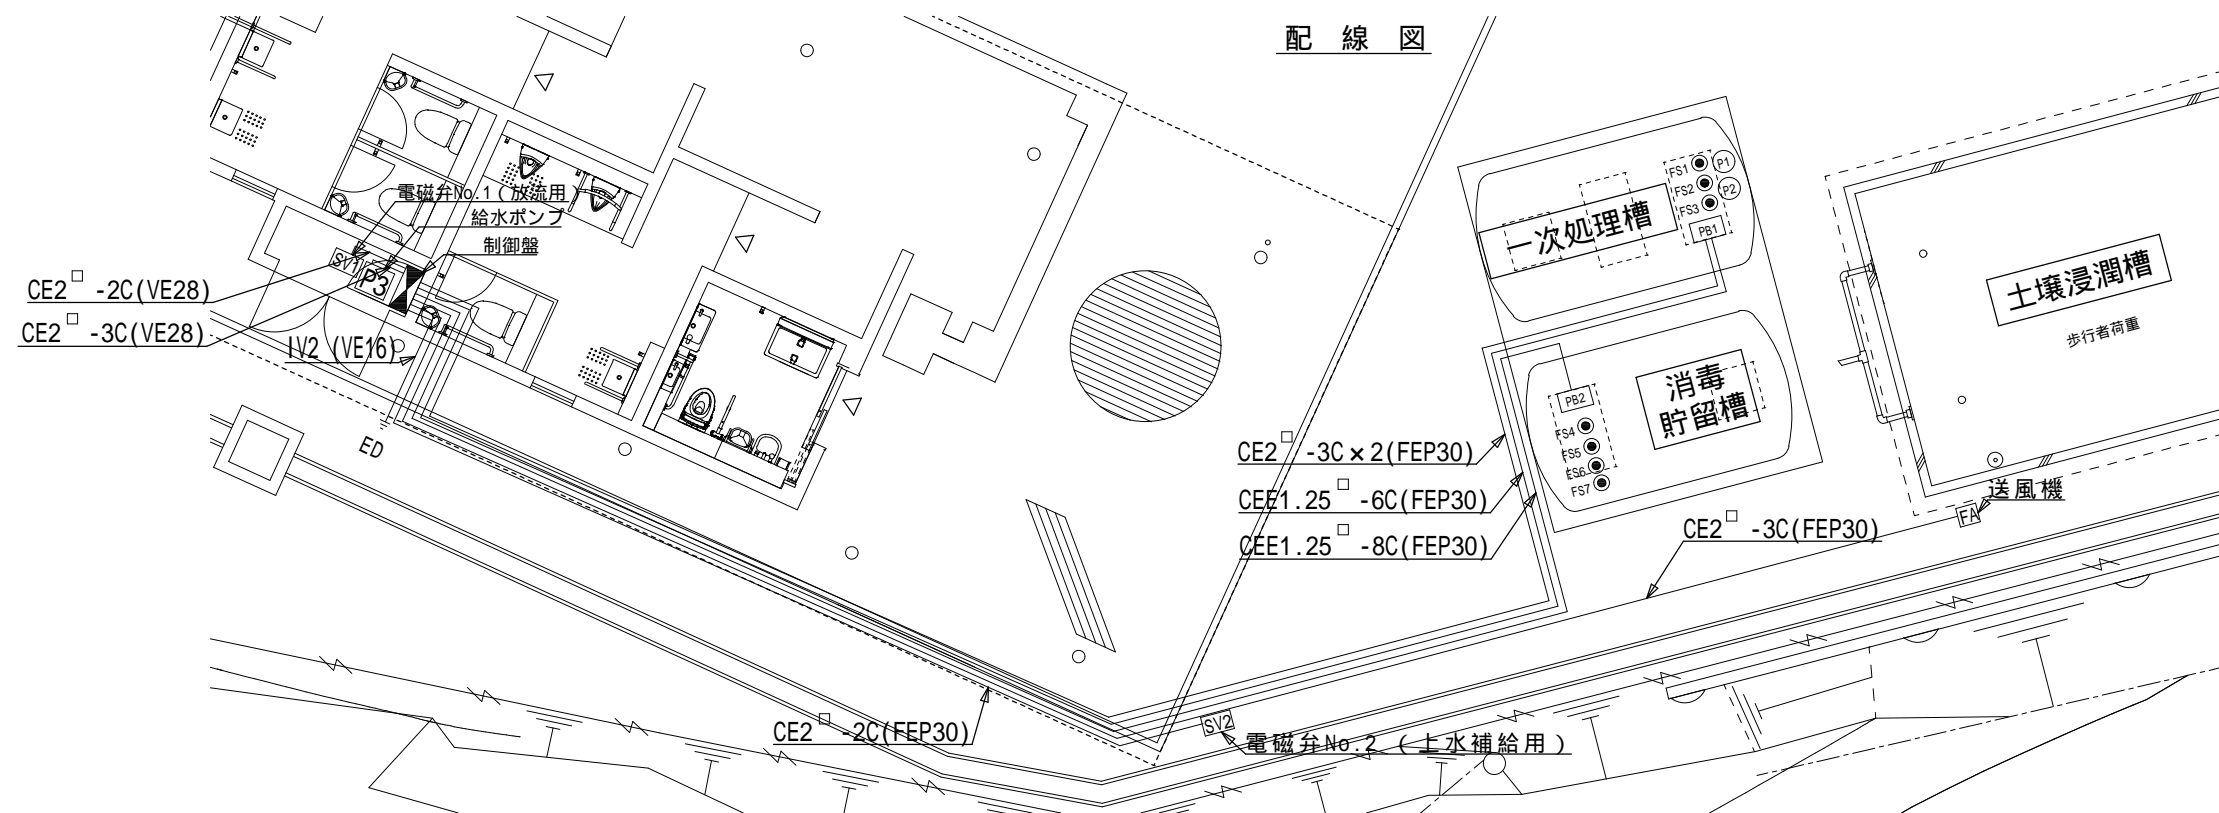 配 線 図
電磁弁No.1(放流用)
給水ポンプ
制御盤
SV1
P3
CE2□-2C(VE28)
CE2□-3C(VE28)
IV2 (VE16)
ED
FS1
P1
FS2
P2
FS3
PB1
一次処理槽
土壌浸潤槽
歩行者荷重
消毒
貯留槽
PB2
FS4
FS5
FS6
FS7
CE2□-3C×2(FEP30)
CEE1.25□-6C(FEP30)
CEE1.25□-8C(FEP30)
CE2□-3C(FEP30)
送風機
FA
CE2□-2C(FEP30)
SV2
電磁弁No.2 (上水補給用)